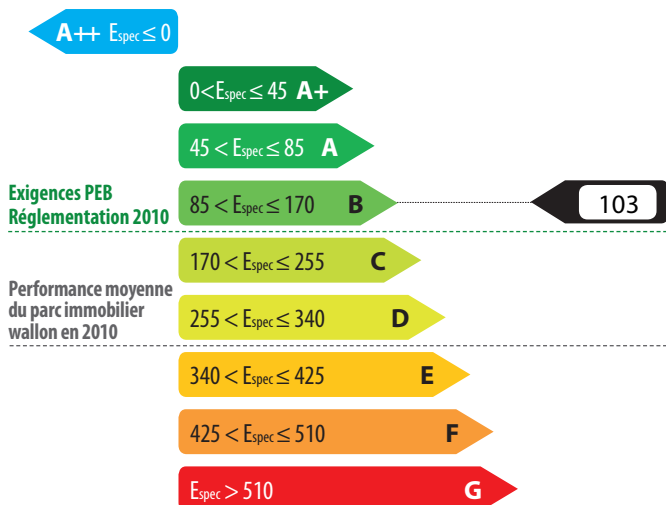 A++ Espec ≤ 0
0<Espec ≤ 45 A+
45 < Espec ≤ 85 A
Exigences PEB
Réglementation 2010
85 < Espec ≤ 170 B
103
170 < Espec ≤ 255 C
Performance moyenne
du parc immobilier
wallon en 2010
255 < Espec ≤ 340 D
340 < Espec ≤ 425 E
425 < Espec ≤ 510 F
Espec > 510 G